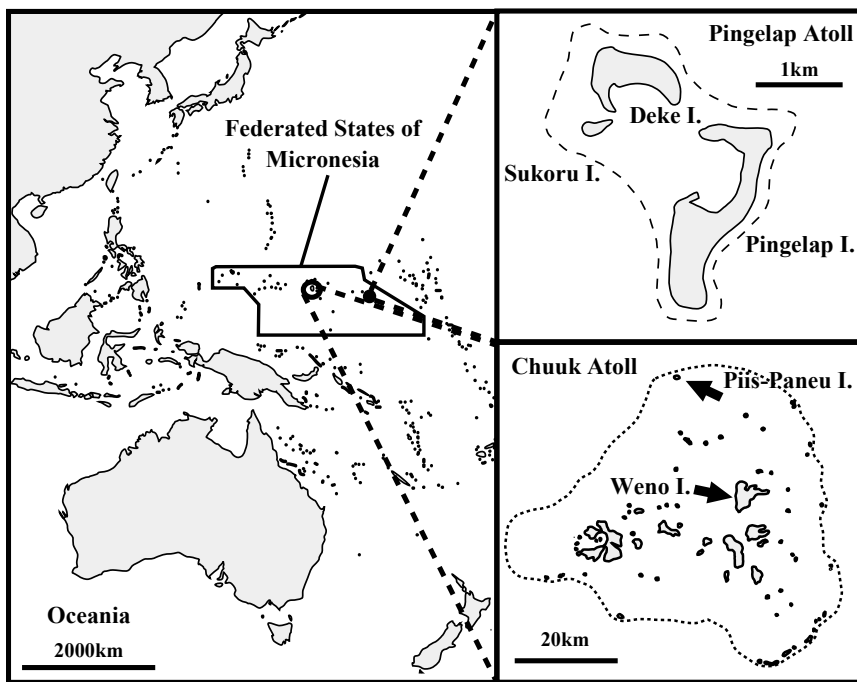 Federated States of
Micronesia
Oceania
2000km
Pingelap Atoll
1km
Deke I.
Sukoru I.
Pingelap I.
Chuuk Atoll
Piis-Paneu I.
Weno I.
20km